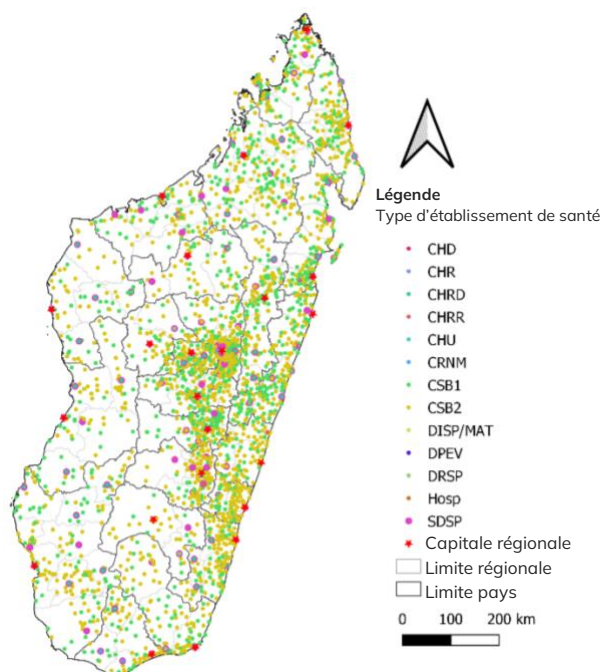 Légende
Type d’établissement de santé
CHD
CHR
CHRD
CHRR
CHU
CRNM
CSB1
CSB2
DISP/MAT
DPEV
DRSP
Hosp
SDSP
Capitale régionale
Limite régionale
Limite pays
0 100 200 km